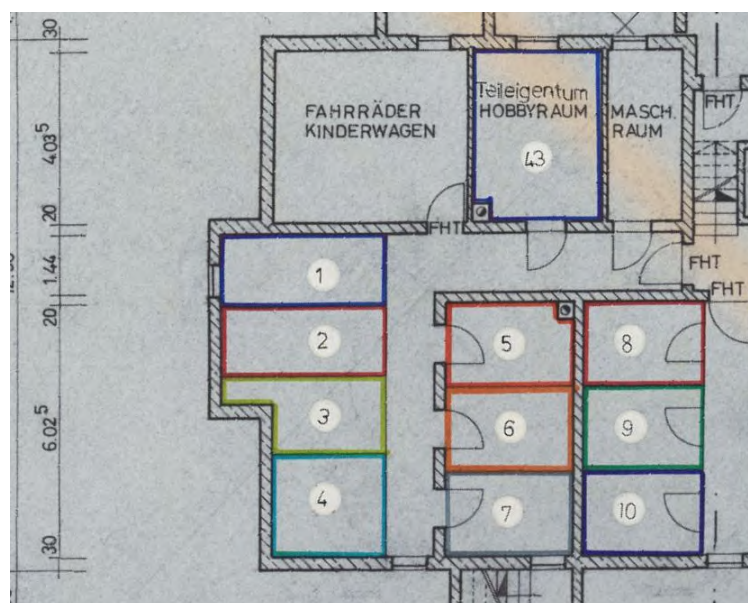 30
4.03⁵
20
1.44
20
6.02⁵
30
FAHRRÄDER
KINDERWAGEN
Teileigentum
HOBBYRAUM
43
MASCH.
RAUM
FHT
FHT
FHT
FHT
1
2
3
4
5
6
7
8
9
10